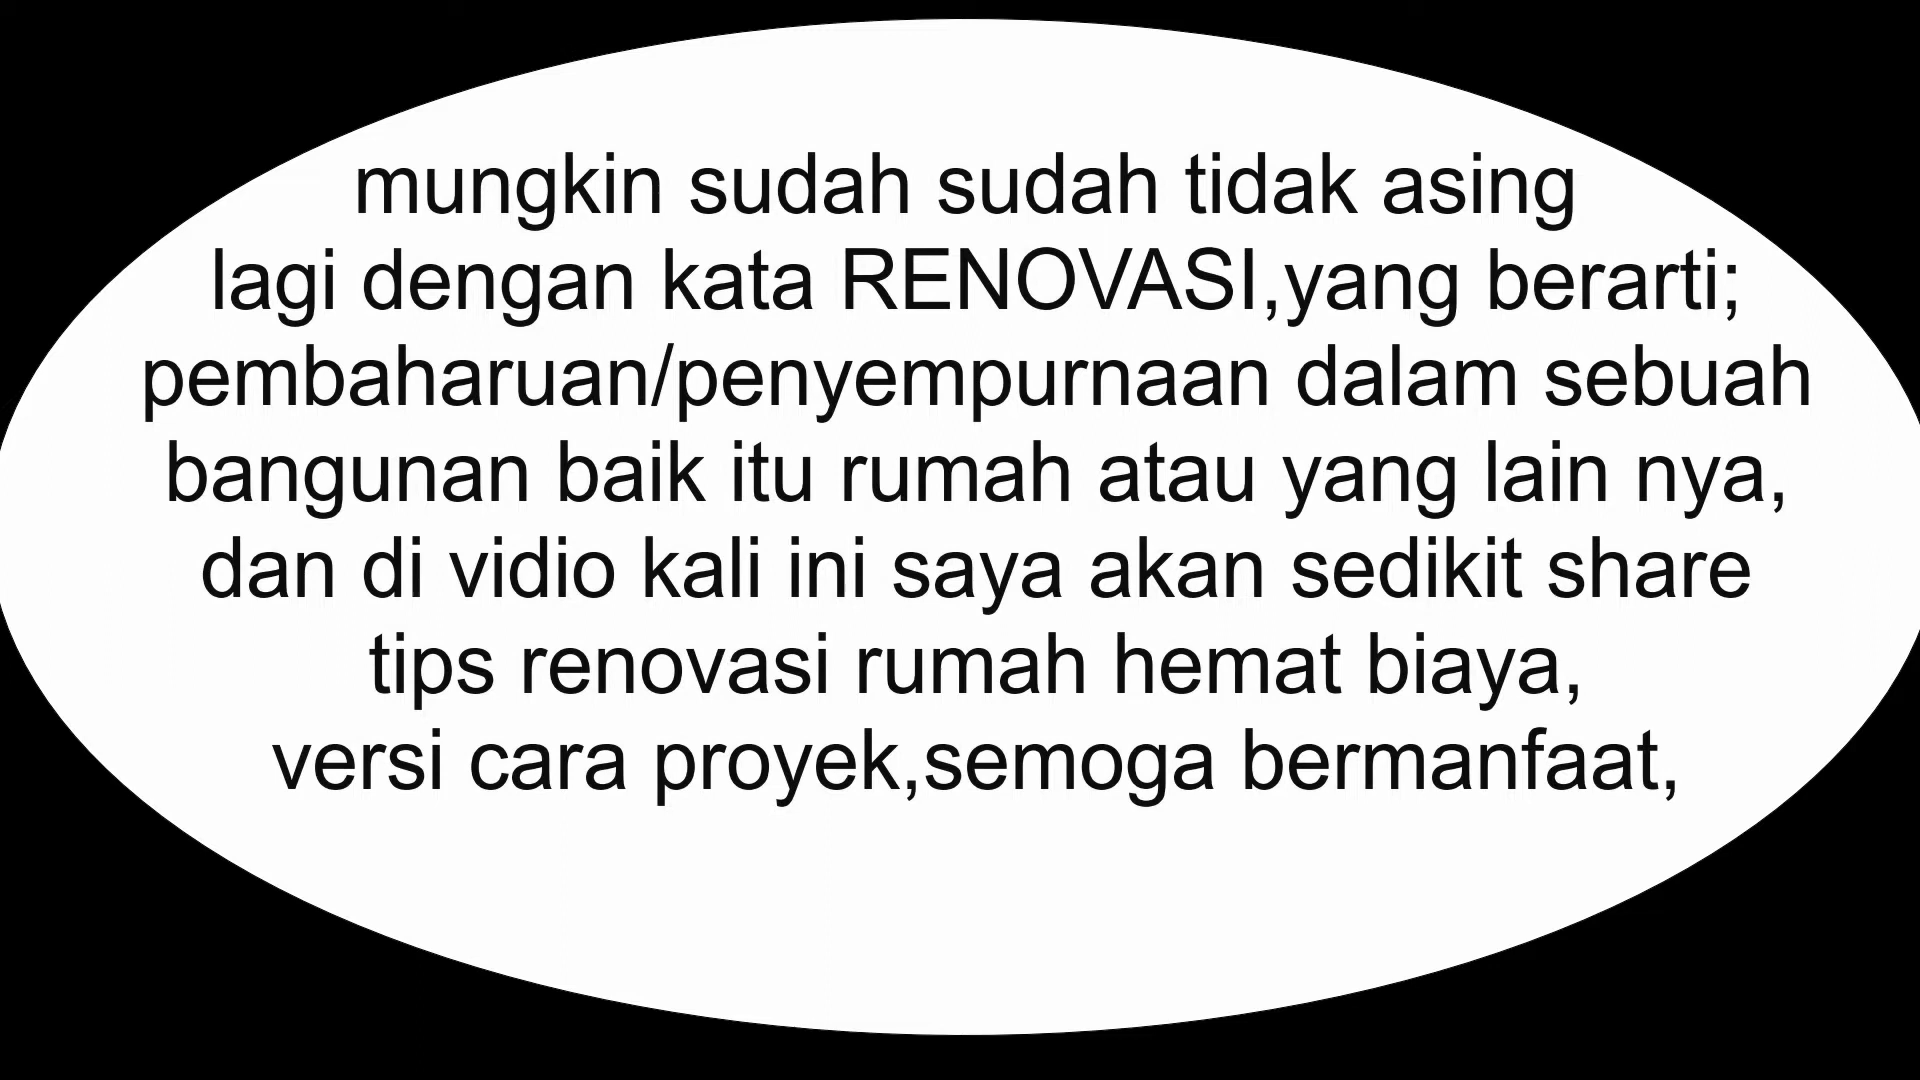 mungkin sudah sudah tidak asing
lagi dengan kata RENOVASI,yang berarti;
pembaharuan/penyempurnaan dalam sebuah
bangunan baik itu rumah atau yang lain nya,
dan di vidio kali ini saya akan sedikit share
tips renovasi rumah hemat biaya,
versi cara proyek,semoga bermanfaat,